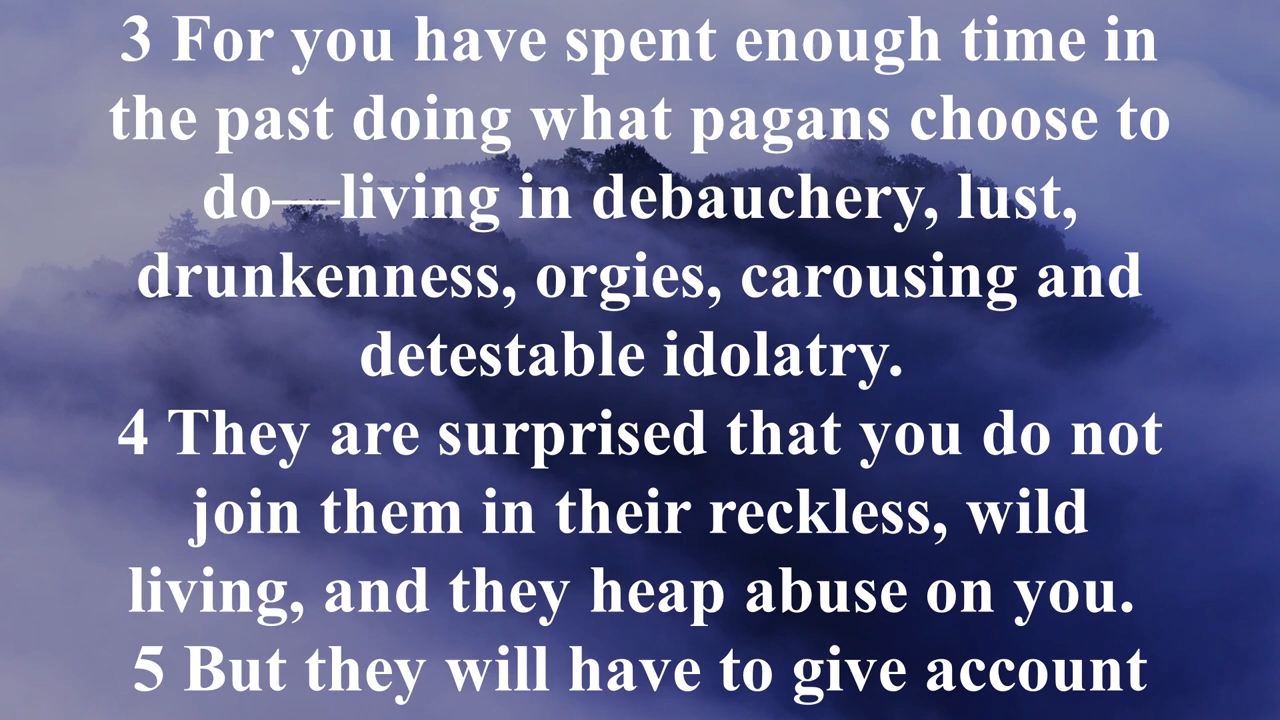 3 For you have spent enough time in
the past doing what pagans choose to
do—living in debauchery, lust,
drunkenness, orgies, carousing and
detestable idolatry.
4 They are surprised that you do not
join them in their reckless, wild
living, and they heap abuse on you.
5 But they will have to give account